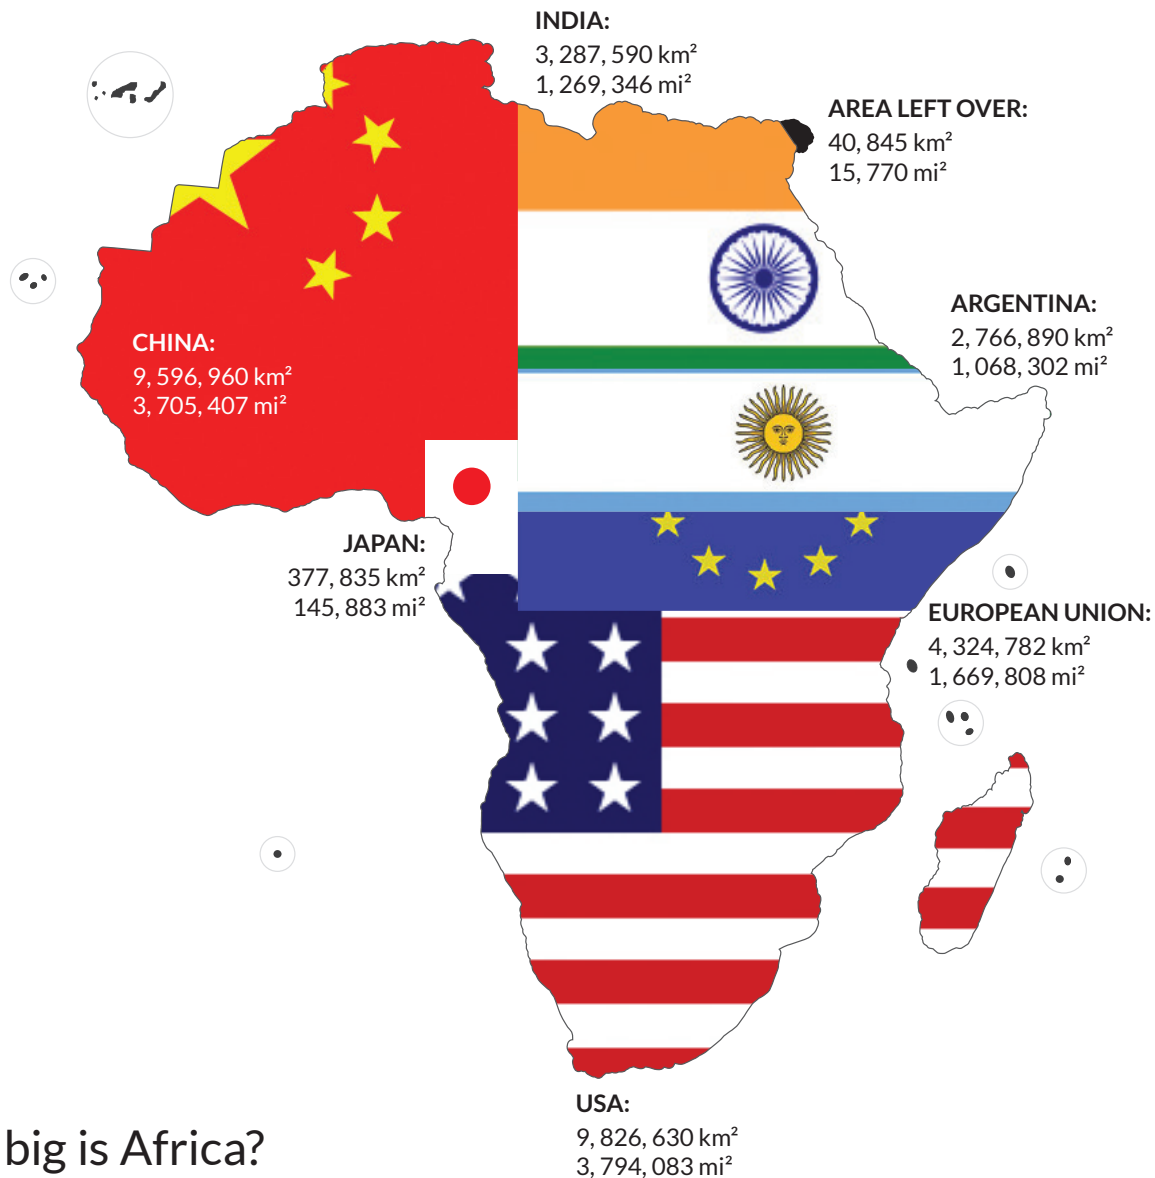 INDIA:
3, 287, 590 km²
1, 269, 346 mi²
AREA LEFT OVER:
40, 845 km²
15, 770 mi²
ARGENTINA:
2, 766, 890 km²
1, 068, 302 mi²
CHINA:
9, 596, 960 km²
3, 705, 407 mi²
JAPAN:
377, 835 km²
145, 883 mi²
EUROPEAN UNION:
4, 324, 782 km²
1, 669, 808 mi²
USA:
9, 826, 630 km²
3, 794, 083 mi²
big is Africa?